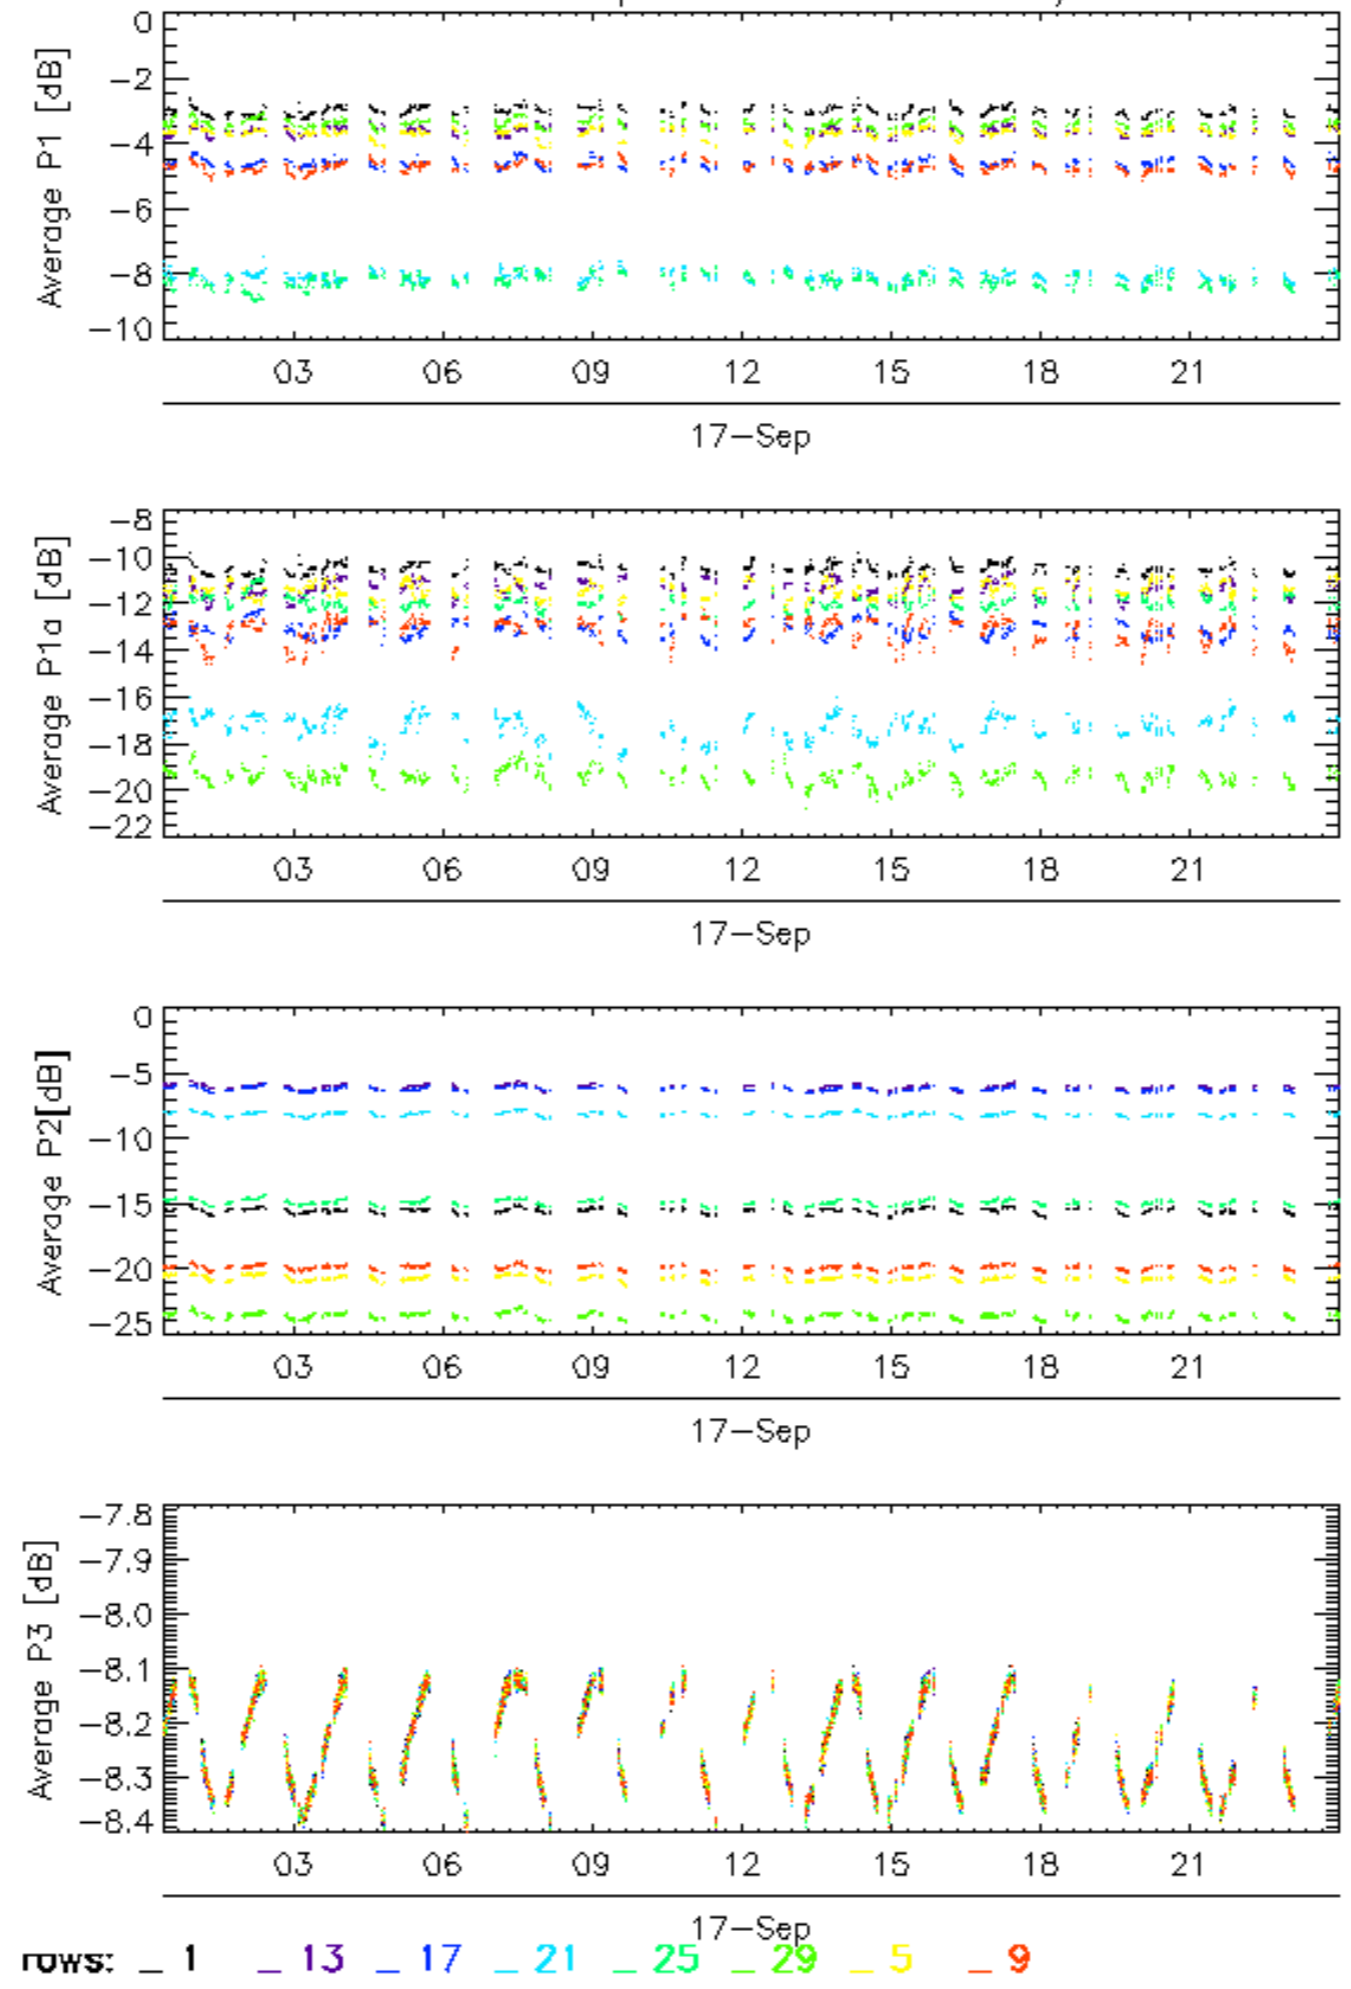 0
−2
−4
−6
−8
−10
Average P1 [dB]
03 06 09 12 15 18 21
17−Sep
−8
−10
−12
−14
−16
−18
−20
−22
Average P1a [dB]
03 06 09 12 15 18 21
17−Sep
0
−5
−10
−15
−20
−25
Average P2[dB]
03 06 09 12 15 18 21
17−Sep
−7.8
−7.9
−8.0
−8.1
−8.2
−8.3
−8.4
Average P3 [dB]
03 06 09 12 15 18 21
17−Sep
rows: _ 1 _ 13 _ 17 _ 21 _ 25 _ 29 _ 5 _ 9